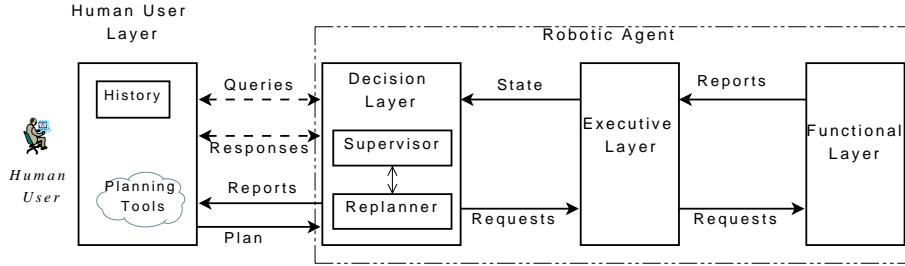 Human User
Layer
Robotic Agent
History
Queries
Responses
Planning
Tools
Reports
Plan
Human
User
Decision
Layer
Supervisor
Replanner
State
Requests
Executive
Layer
Reports
Requests
Functional
Layer